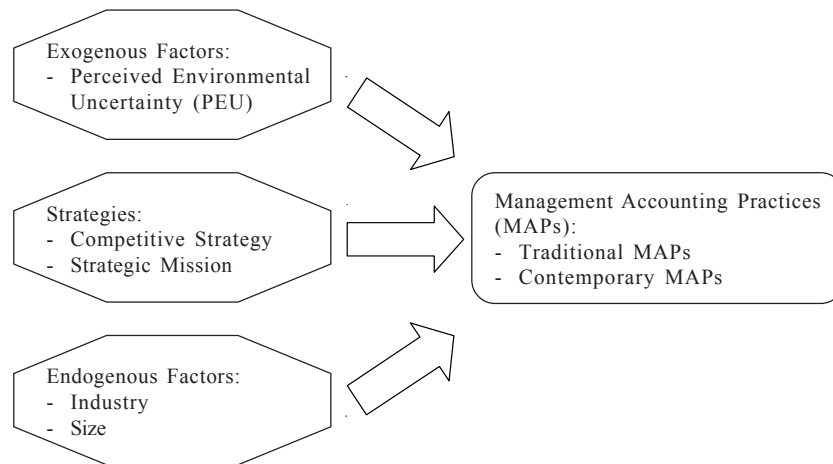 Exogenous Factors:
- Perceived Environmental
Uncertainty (PEU)
Strategies:
- Competitive Strategy
- Strategic Mission
Endogenous Factors:
- Industry
- Size
Management Accounting Practices
(MAPs):
- Traditional MAPs
- Contemporary MAPs